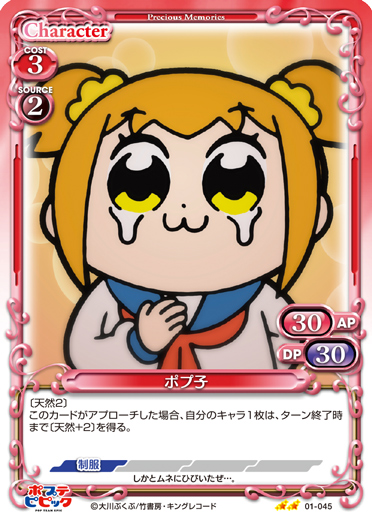 Precious Memories
Character
COST
3
SOURCE
2
30 AP
DP 30
ポプ子
〔天然2〕
このカードがアプローチした場合、自分のキャラ1枚は、ターン終了時
まで〔天然+2〕を得る。
制服
しかとムネにひびいたぜ…。
ポプテ
ピピック
POP TEAM EPIC
©大川ぶくぶ/竹書房・キングレコード
01-045